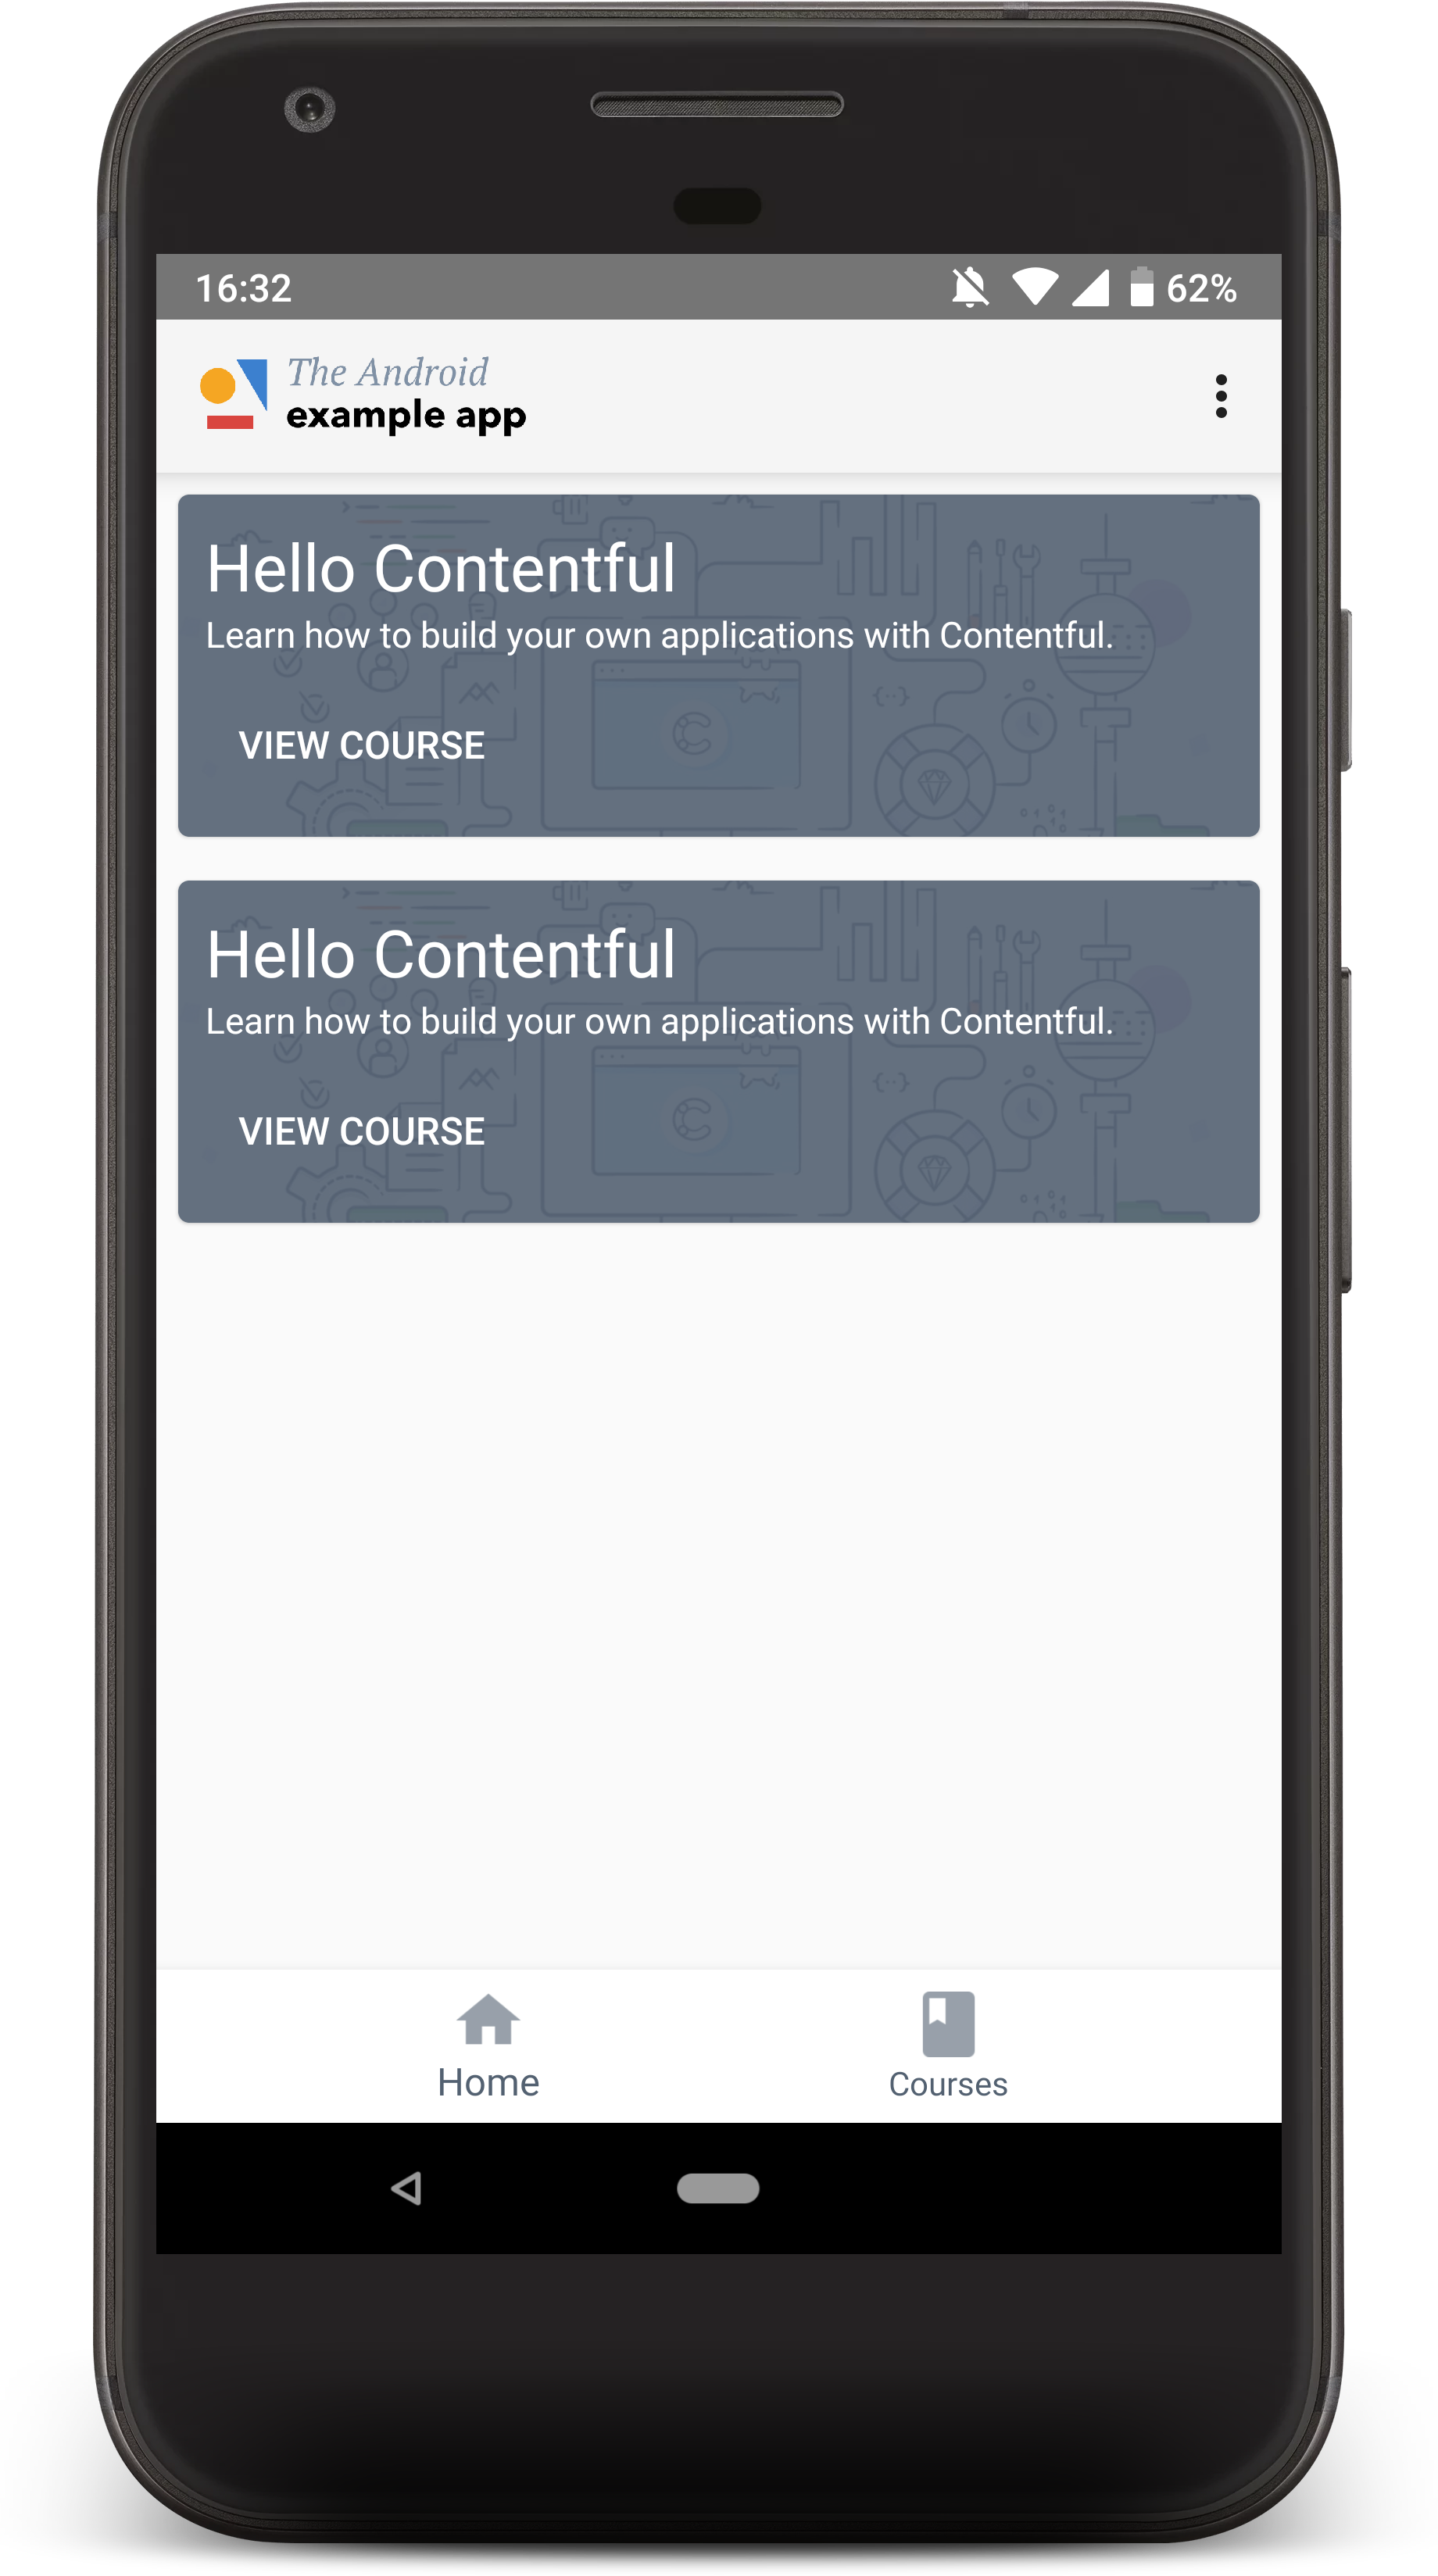 16:32 62%
The Android
example app
Hello Contentful
Learn how to build your own applications with Contentful.
VIEW COURSE
Hello Contentful
Learn how to build your own applications with Contentful.
VIEW COURSE
Home Courses